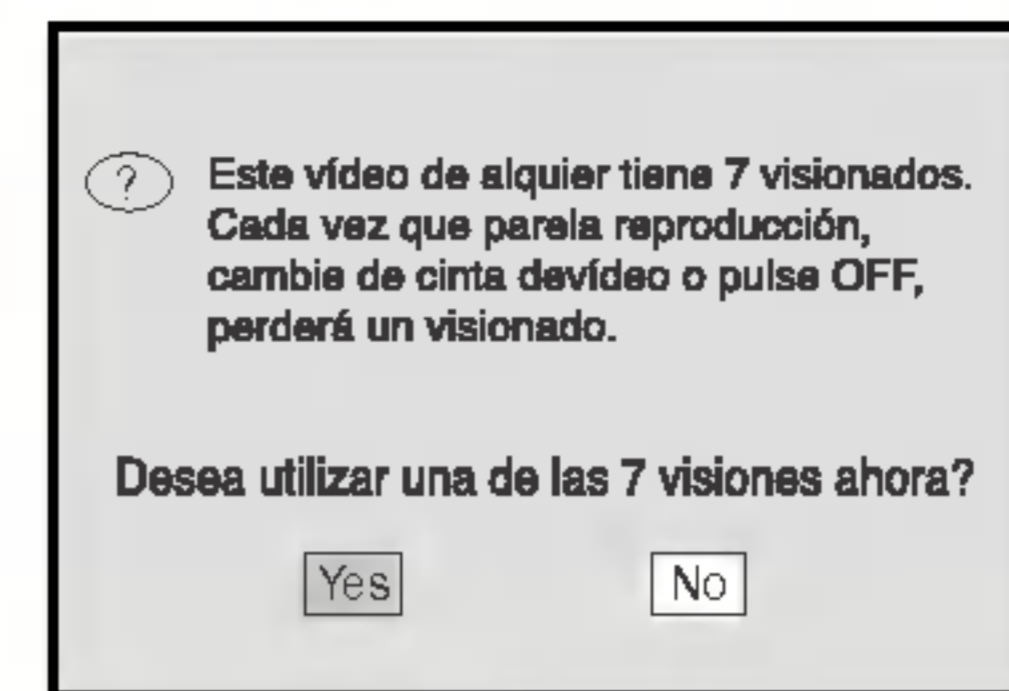 ?
Este vídeo de alquier tiene 7 visionados.
Cada vez que parela reproducción,
cambie de cinta devídeo o pulse OFF,
perderá un visionado.
Desea utilizar una de las 7 visiones ahora?
Yes No